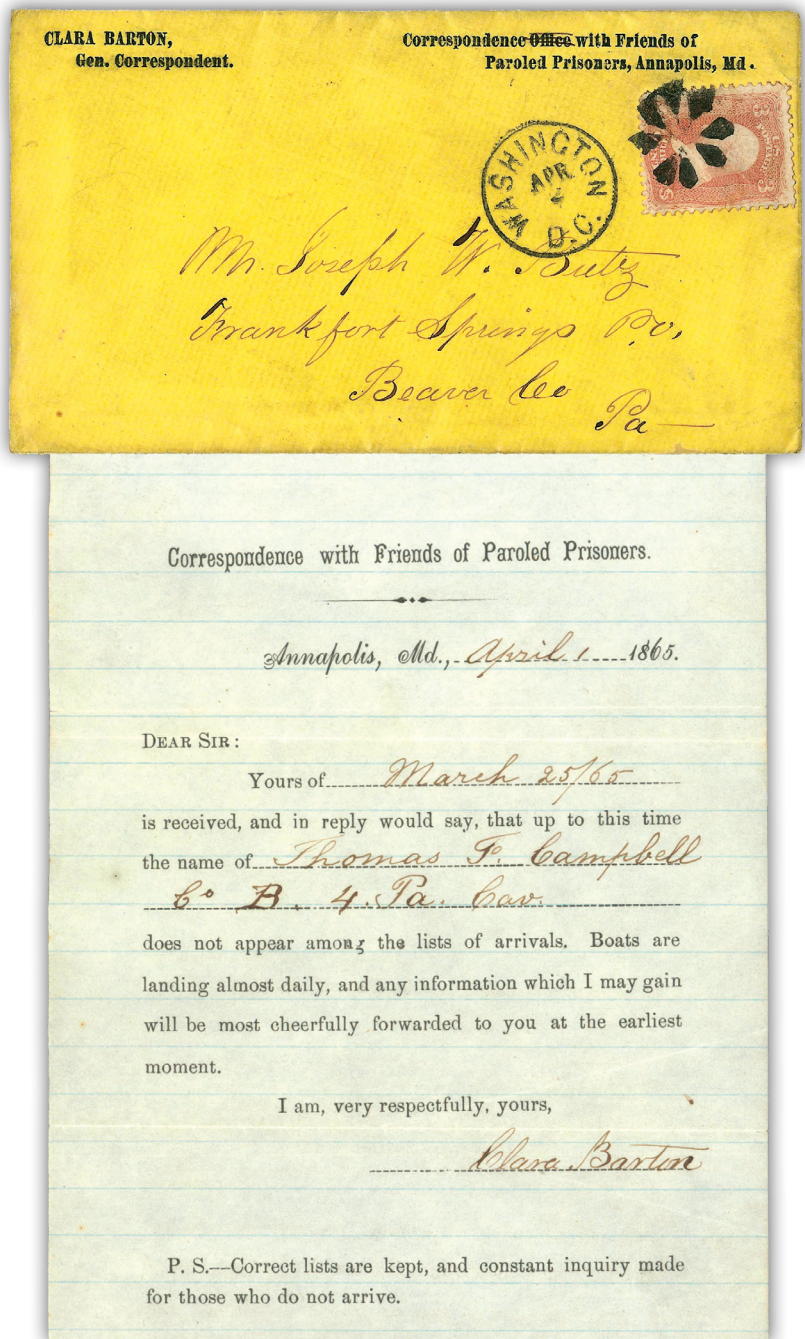 CLARA BARTON,
Gen. Correspondent.
Correspondence Office with Friends of
Paroled Prisoners, Annapolis, Md.
WASHINGTON
APR
D.C.
3
3
Mr. Joseph W. Butz
Frankfort Springs Po,
Beaver Co
Pa
Correspondence with Friends of Paroled Prisoners.
Annapolis, Md., April 1 1865.
DEAR SIR:
Yours of March 25/65
is received, and in reply would say, that up to this time
the name of Thomas F. Campbell
Co B. 4. Pa. Cav.
does not appear among the lists of arrivals. Boats are
landing almost daily, and any information which I may gain
will be most cheerfully forwarded to you at the earliest
moment.
I am, very respectfully, yours,
Clara Barton
P. S.—Correct lists are kept, and constant inquiry made
for those who do not arrive.